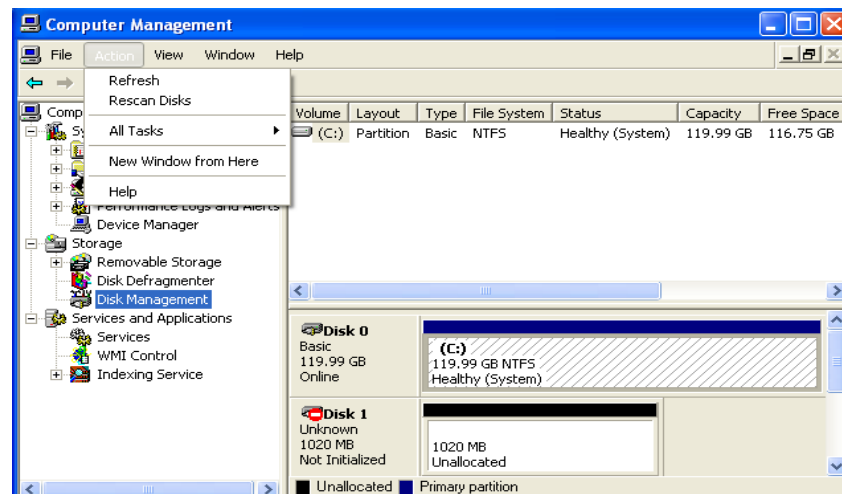 Computer Management
File Action View Window Help
Refresh
Rescan Disks
All Tasks
New Window from Here
Help
Comp
Sy
Performance Logs and Alerts
Device Manager
Storage
Removable Storage
Disk Defragmenter
Disk Management
Services and Applications
Services
WMI Control
Indexing Service
Volume Layout Type File System Status Capacity Free Space
(C:) Partition Basic NTFS Healthy (System) 119.99 GB 116.75 GB
Disk 0
Basic
119.99 GB
Online
(C:)
119.99 GB NTFS
Healthy (System)
Disk 1
Unknown
1020 MB
Not Initialized
1020 MB
Unallocated
Unallocated Primary partition